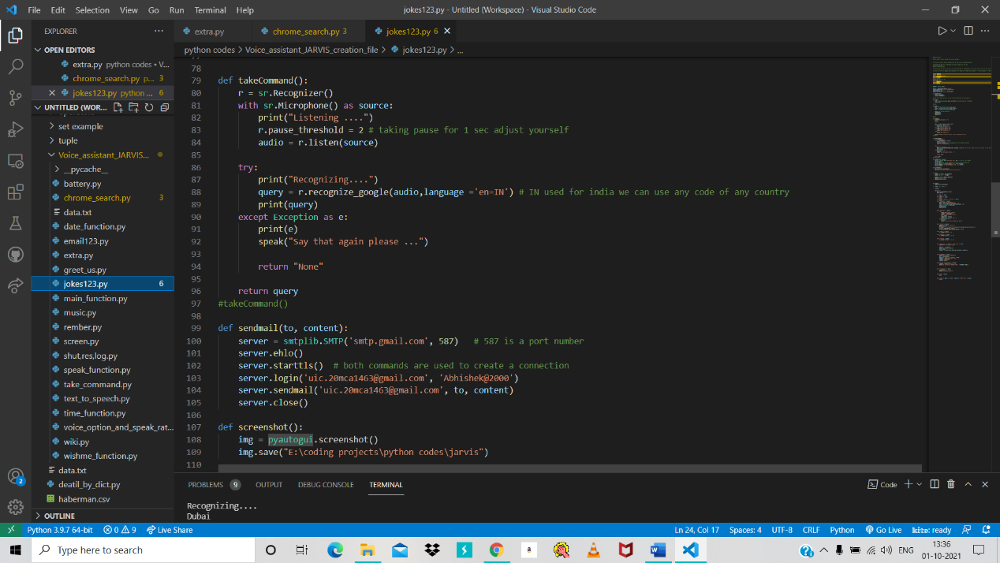 File Edit Selection View Go Run Terminal Help
jokes123.py - Untitled (Workspace) - Visual Studio Code
EXPLORER
OPEN EDITORS
extra.py python codes • V...
chrome_search.py p... 3
jokes123.py python ... 6
UNTITLED (WOR...
set example
tuple
Voice_assistant_JARVIS...
__pycache__
battery.py
chrome_search.py 3
data.txt
date_function.py
email123.py
extra.py
greet_us.py
jokes123.py 6
main_function.py
music.py
rember.py
screen.py
shut,res,log.py
speak_function.py
take_command.py
text_to_speech.py
time_function.py
voice_option_and_speak_rat...
wiki.py
wishme_function.py
data.txt
deatil_by_dict.py
haberman.csv
OUTLINE
extra.py chrome_search.py 3 jokes123.py 6
python codes > Voice_assistant_JARVIS_creation_file > jokes123.py > ...
78
79 def takeCommand():
80 r = sr.Recognizer()
81 with sr.Microphone() as source:
82 print("Listening ....")
83 r.pause_threshold = 2 # taking pause for 1 sec adjust yourself
84 audio = r.listen(source)
85
86 try:
87 print("Recognizing....")
88 query = r.recognize_google(audio,language ='en=IN') # IN used for india we can use any code of any country
89 print(query)
90 except Exception as e:
91 print(e)
92 speak("Say that again please ...")
93
94 return "None"
95
96 return query
97 #takeCommand()
98
99 def sendmail(to, content):
100 server = smtplib.SMTP('smtp.gmail.com', 587) # 587 is a port number
101 server.ehlo()
102 server.starttls() # both commands are used to create a connection
103 server.login('uic.20mca1463@gmail.com', 'Abhishek@2000')
104 server.sendmail('uic.20mca1463@gmail.com', to, content)
105 server.close()
106
107 def screenshot():
108 img = pyautogui.screenshot()
109 img.save("E:\coding projects\python codes\jarvis")
110
PROBLEMS 9 OUTPUT DEBUG CONSOLE TERMINAL
Code
Recognizing....
Dubai
2
Python 3.9.7 64-bit 0 9 Live Share
Ln 24, Col 17 Spaces: 4 UTF-8 CRLF Python Go Live kite: ready
Type here to search
a
ENG
13:36
01-10-2021